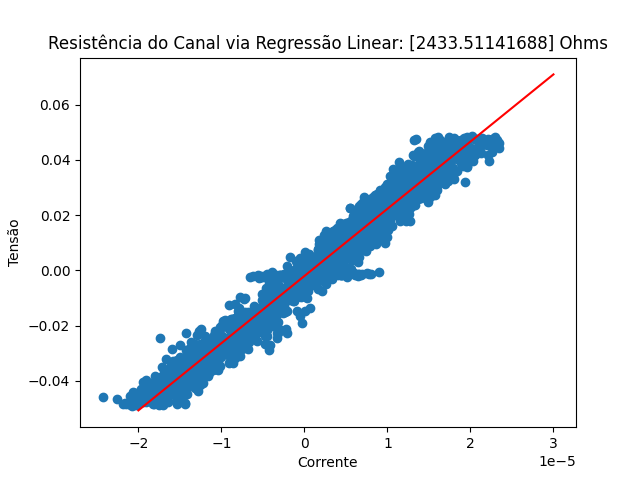 Resistência do Canal via Regressão Linear: [2433.51141688] Ohms
Tensão
0.06
0.04
0.02
0.00
−0.02
−0.04
−2 −1 0 1 2 3
1e−5
Corrente